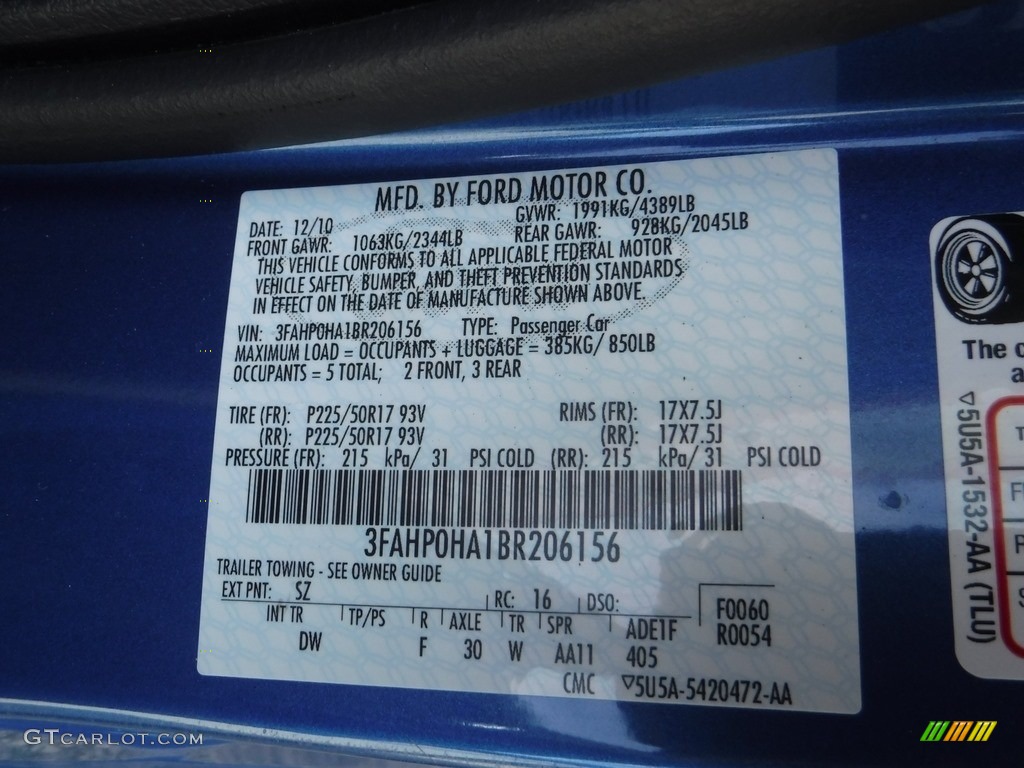 MFD. BY FORD MOTOR CO.
DATE: 12/10 GVWR: 1991KG/4389LB
FRONT GAWR: 1063KG/2344LB REAR GAWR: 928KG/2045LB
THIS VEHICLE CONFORMS TO ALL APPLICABLE FEDERAL MOTOR
VEHICLE SAFETY, BUMPER, AND THEFT PREVENTION STANDARDS
IN EFFECT ON THE DATE OF MANUFACTURE SHOWN ABOVE.
VIN: 3FAHP0HA1BR206156 TYPE: Passenger Car
MAXIMUM LOAD = OCCUPANTS + LUGGAGE = 385KG/ 850LB
OCCUPANTS = 5 TOTAL; 2 FRONT, 3 REAR
TIRE (FR): P225/50R17 93V RIMS (FR): 17X7.5J
(RR): P225/50R17 93V (RR): 17X7.5J
PRESSURE (FR): 215 kPa/ 31 PSI COLD (RR): 215 kPa/ 31 PSI COLD
3FAHP0HA1BR206156
TRAILER TOWING - SEE OWNER GUIDE
EXT PNT: SZ RC: 16 DSO: F0060
INT TR TP/PS R AXLE TR SPR ADE1F R0054
DW F 30 W AA11 405
CMC ▽5U5A-5420472-AA
The c
a
▽5U5A-1532-AA (TLU)
GTCARLOT.COM